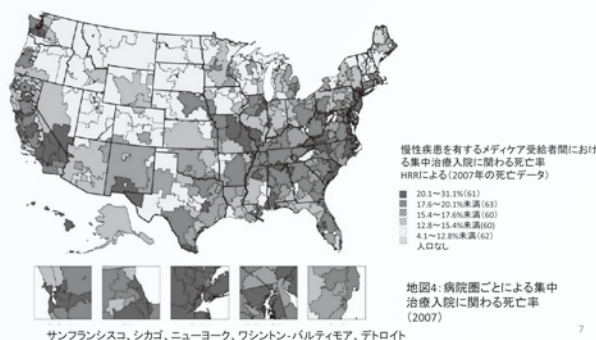 慢性疾患を有するメディケア受給者間におけ
る集中治療入院に関わる死亡率
HRRによる(2007年の死亡データ)
20.1～31.1%(61)
17.6～20.1%未満(63)
15.4～17.6%未満(60)
12.8～15.4%未満(60)
4.1～12.8%未満(62)
人口なし
地図4：病院圏ごとによる集中
治療入院に関わる死亡率
(2007)
サンフランシスコ、シカゴ、ニューヨーク、ワシントン-バルティモア、デトロイト
7